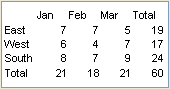 Jan Feb Mar Total
East 7 7 5 19
West 6 4 7 17
South 8 7 9 24
Total 21 18 21 60